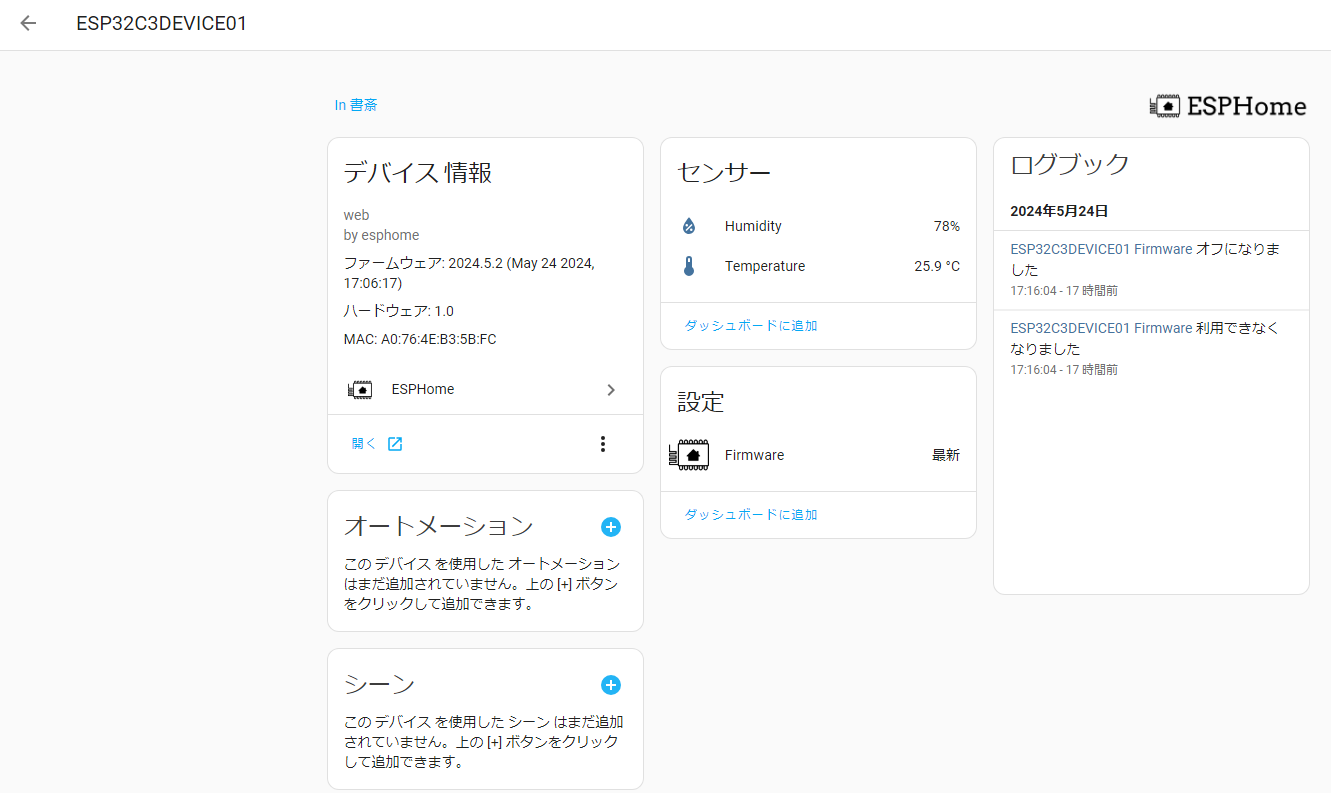 ESP32C3DEVICE01
In 書斎
ESPHome
デバイス 情報
web
by esphome
ファームウェア: 2024.5.2 (May 24 2024,
17:06:17)
ハードウェア: 1.0
MAC: A0:76:4E:B3:5B:FC
ESPHome
開く
オートメーション
この デバイス を使用した オートメーション
はまだ追加されていません。上の [+] ボタン
をクリックして追加できます。
シーン
この デバイス を使用した シーン はまだ追加
されていません。上の [+] ボタンをクリック
して追加できます。
センサー
Humidity 78%
Temperature 25.9 °C
ダッシュボードに追加
設定
Firmware 最新
ダッシュボードに追加
ログブック
2024年5月24日
ESP32C3DEVICE01 Firmware オフになりま
した
17:16:04 - 17 時間前
ESP32C3DEVICE01 Firmware 利用できなく
なりました
17:16:04 - 17 時間前